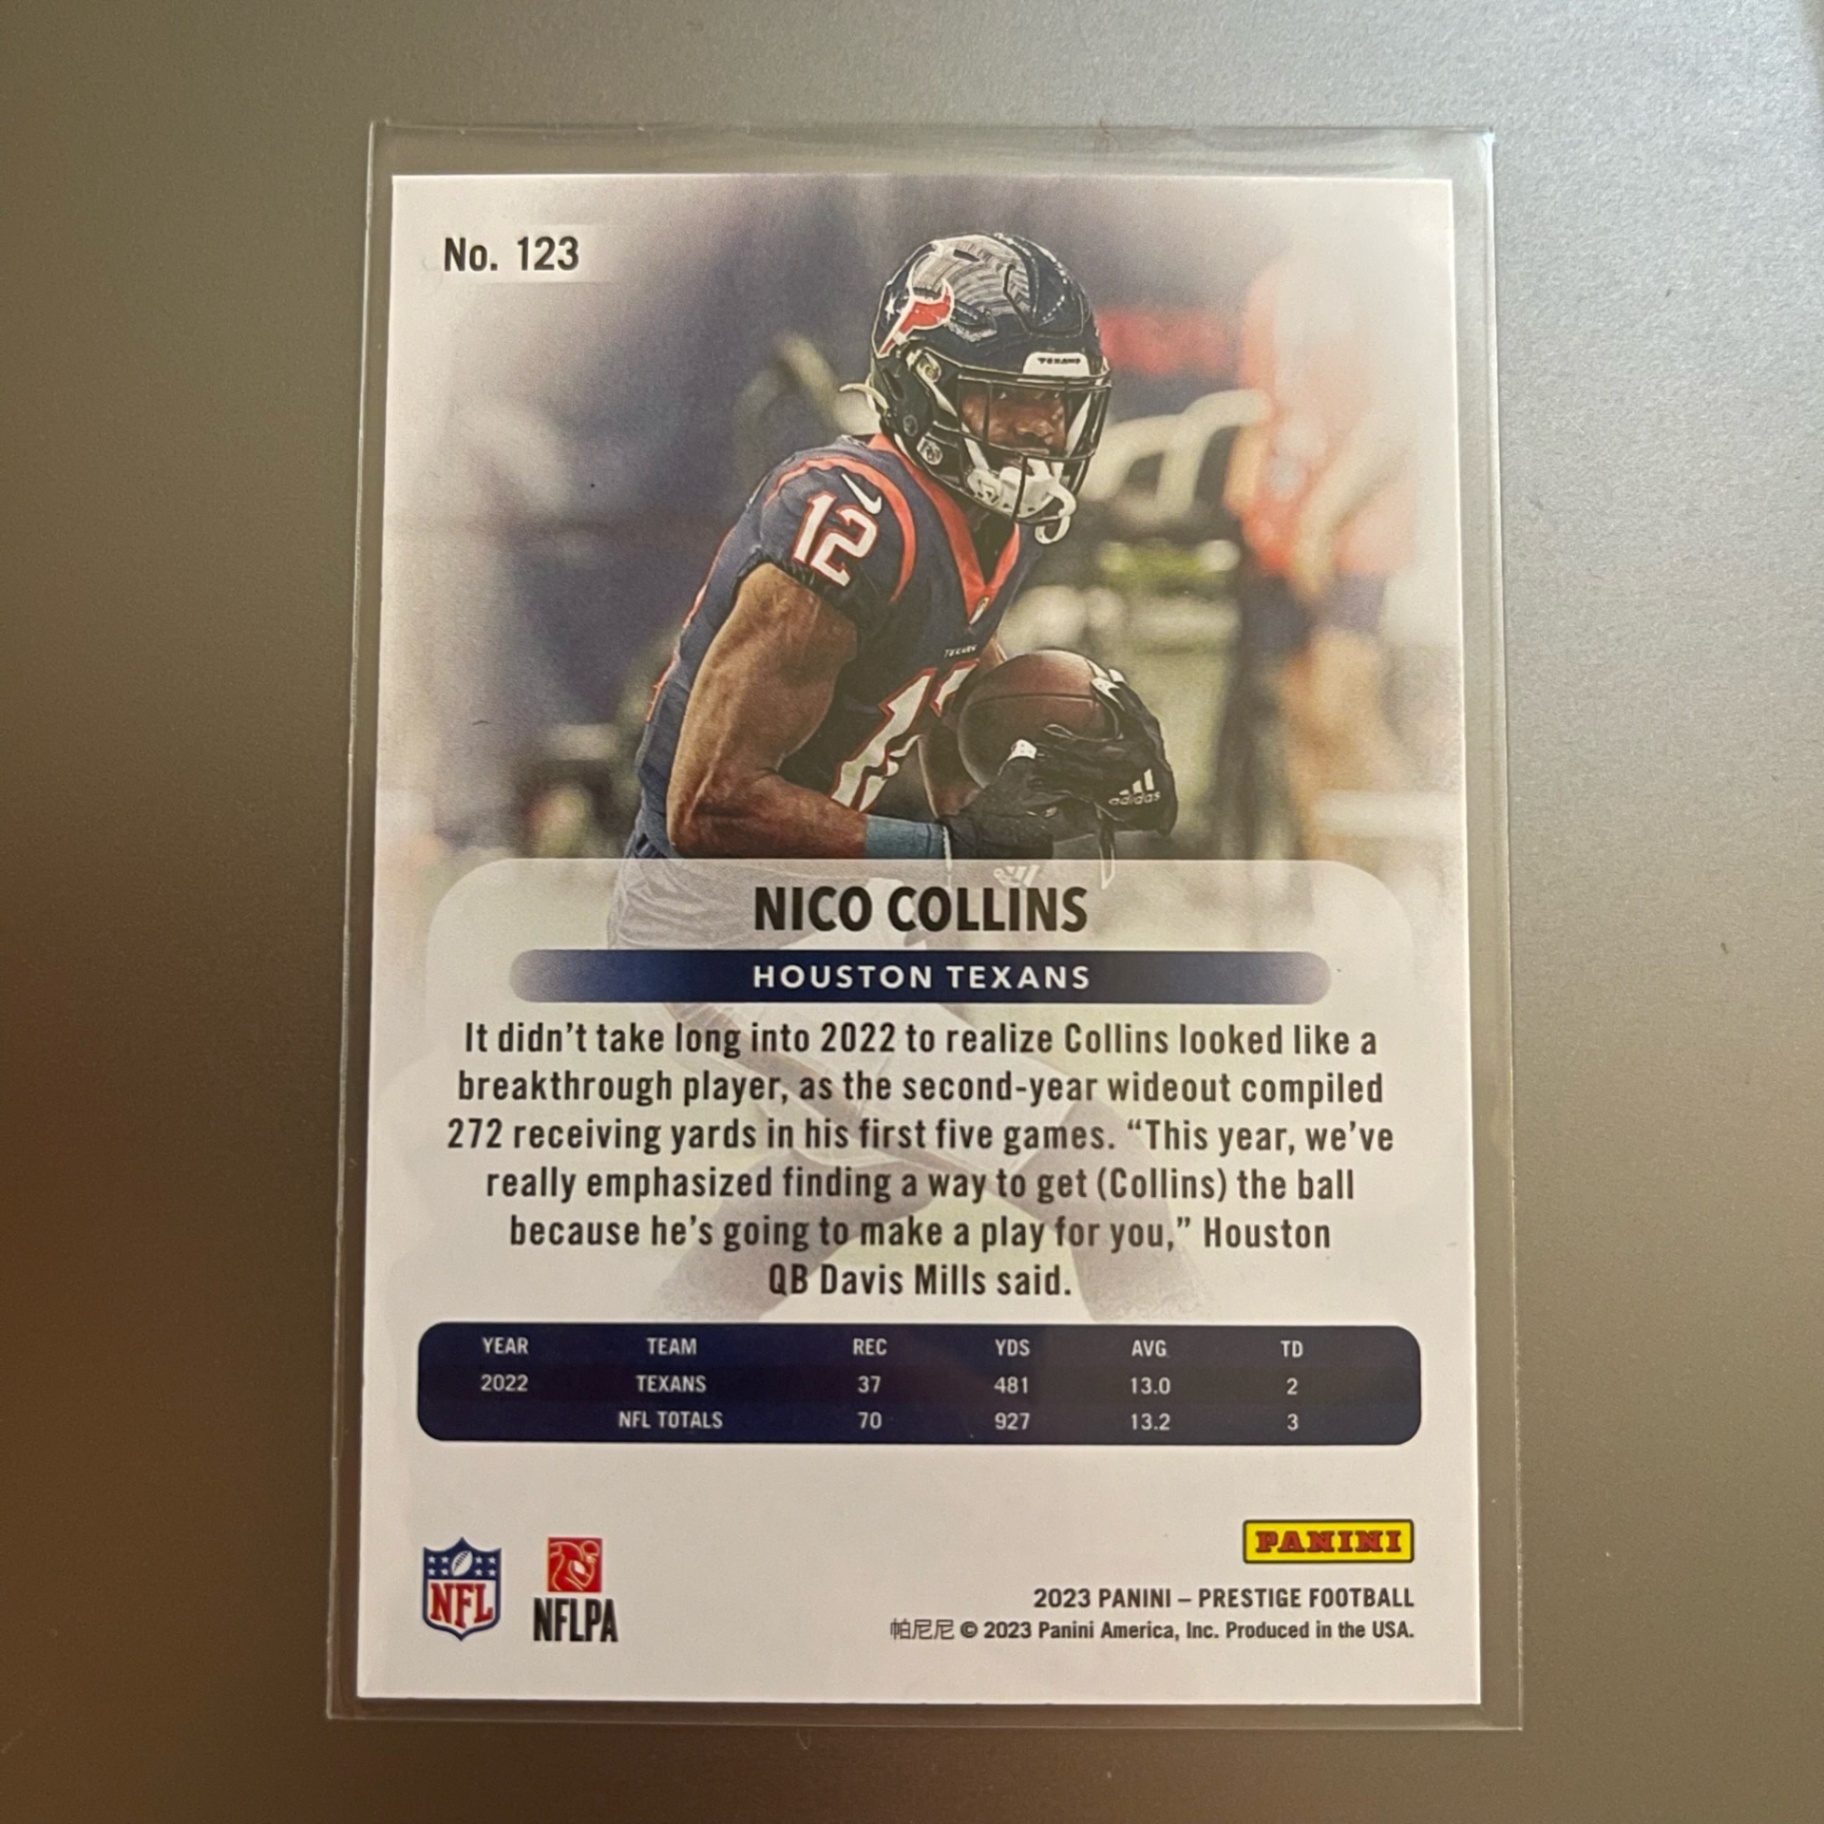 No. 123
TEXANS
12
TEXANS
adidas
NICO COLLINS
HOUSTON TEXANS
It didn’t take long into 2022 to realize Collins looked like a
breakthrough player, as the second-year wideout compiled
272 receiving yards in his first five games. “This year, we’ve
really emphasized finding a way to get (Collins) the ball
because he’s going to make a play for you,” Houston
QB Davis Mills said.
YEAR TEAM REC YDS AVG TD
2022 TEXANS 37 481 13.0 2
NFL TOTALS 70 927 13.2 3
PANINI
NFL
NFLPA
2023 PANINI – PRESTIGE FOOTBALL
帕尼尼 © 2023 Panini America, Inc. Produced in the USA.